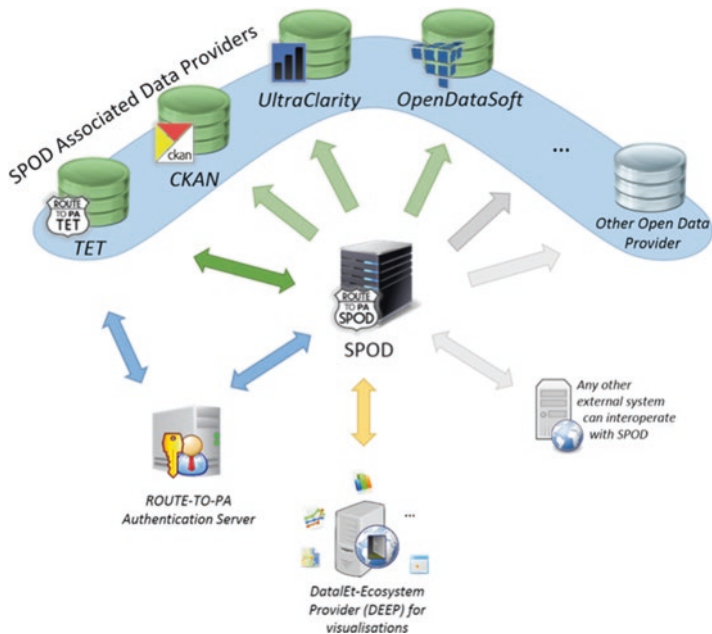 SPOD Associated Data Providers
UltraClarity
OpenDataSoft
ckan
CKAN
...
ROUTE
TO PA
TET
TET
Other Open Data
Provider
ROUTE
TO PA
SPOD
SPOD
Any other
external system
can interoperate
with SPOD
ROUTE-TO-PA
Authentication Server
...
DatalEt-Ecosystem
Provider (DEEP) for
visualisations